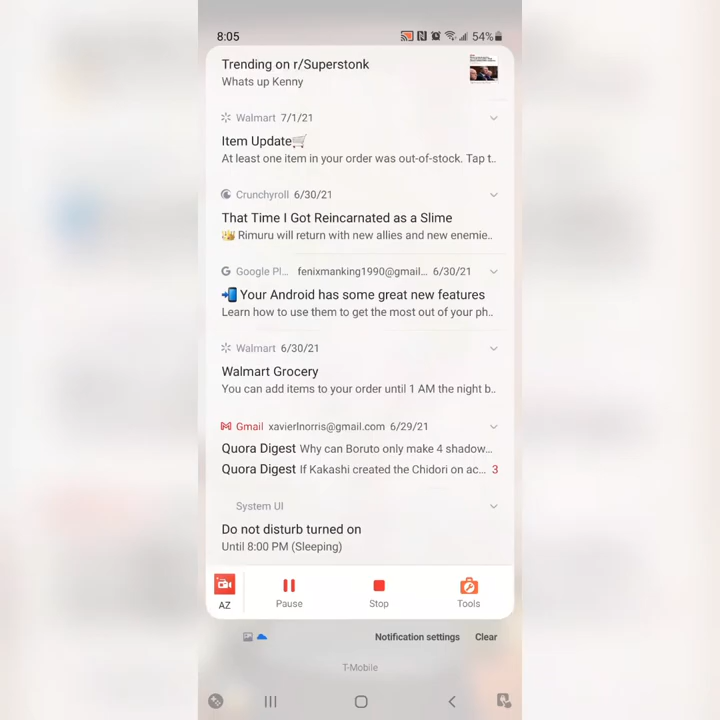 8:05
54%
Trending on r/Superstonk
Whats up Kenny
Walmart 7/1/21
Item Update🛒
At least one item in your order was out-of-stock. Tap t..
Crunchyroll 6/30/21
That Time I Got Reincarnated as a Slime
👑 Rimuru will return with new allies and new enemie..
Google Pl... fenixmanking1990@gmail... 6/30/21
📲 Your Android has some great new features
Learn how to use them to get the most out of your ph..
Walmart 6/30/21
Walmart Grocery
You can add items to your order until 1 AM the night b..
Gmail xavierlnorris@gmail.com 6/29/21
Quora Digest Why can Boruto only make 4 shadow...
Quora Digest If Kakashi created the Chidori on ac... 3
System UI
Do not disturb turned on
Until 8:00 PM (Sleeping)
AZ
Pause
Stop
Tools
Notification settings
Clear
T-Mobile